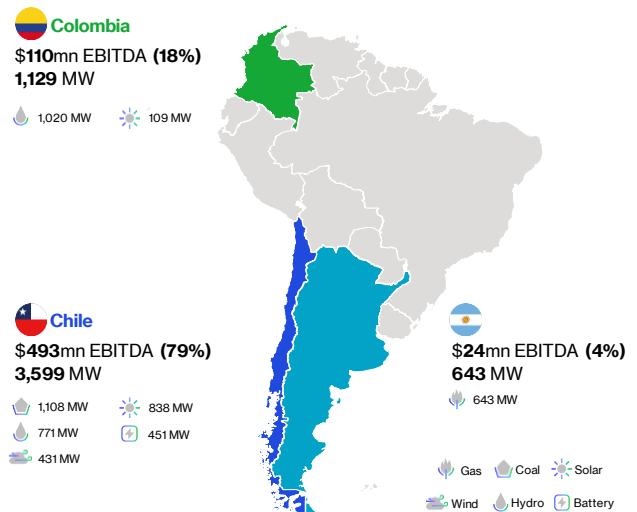 Colombia
$110mn EBITDA (18%)
1,129 MW
1,020 MW
109 MW
Chile
$493mn EBITDA (79%)
3,599 MW
1,108 MW
838 MW
771 MW
451 MW
431 MW
$24mn EBITDA (4%)
643 MW
643 MW
Gas
Coal
Solar
Wind
Hydro
Battery